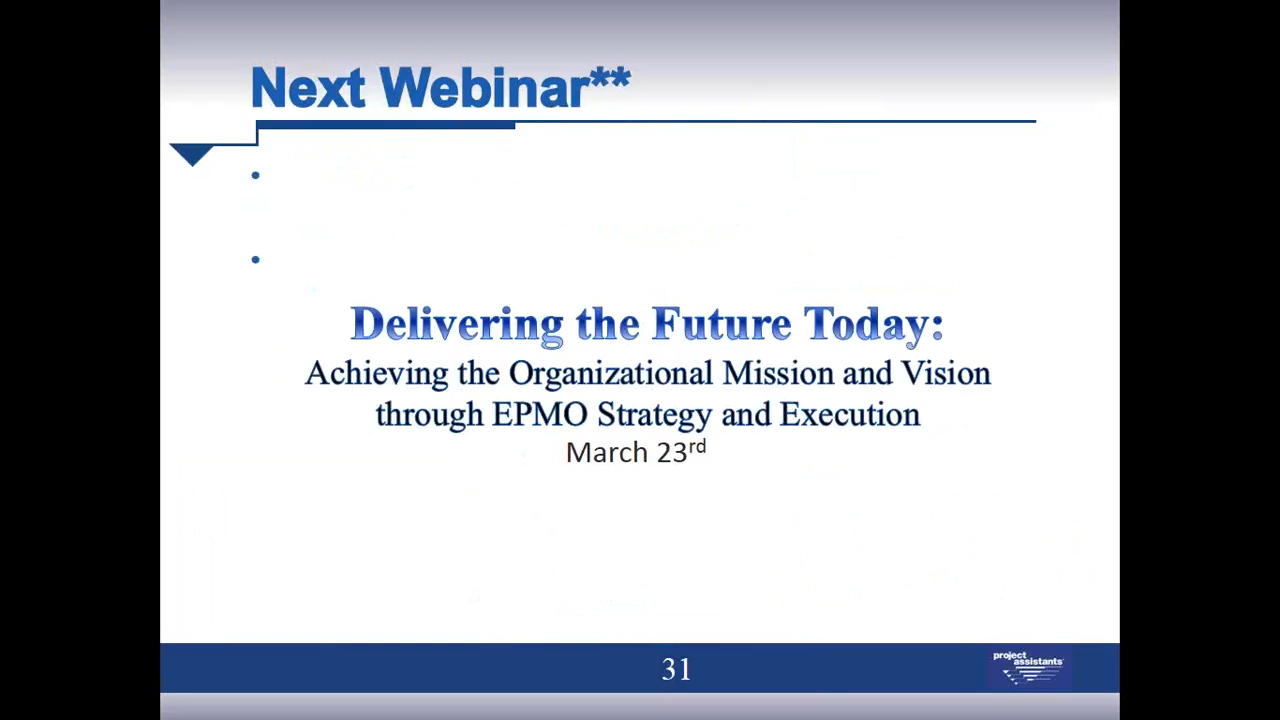 Next Webinar**
•
•
Delivering the Future Today:
Achieving the Organizational Mission and Vision
through EPMO Strategy and Execution
March 23rd
31
project
assistants